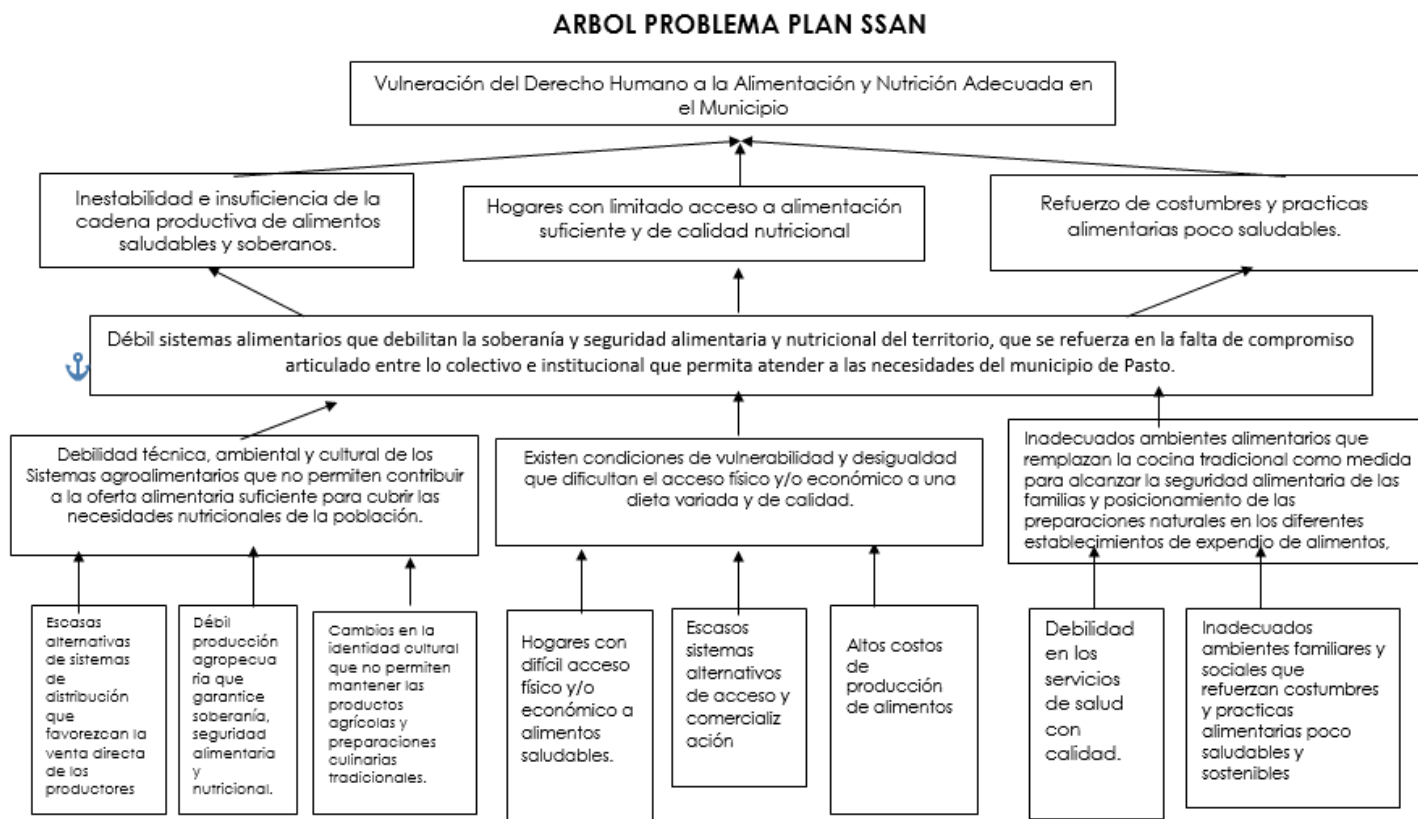 ARBOL PROBLEMA PLAN SSAN
Vulneración del Derecho Humano a la Alimentación y Nutrición Adecuada en
el Municipio
Inestabilidad e insuficiencia de la
cadena productiva de alimentos
saludables y soberanos.
Hogares con limitado acceso a alimentación
suficiente y de calidad nutricional
Refuerzo de costumbres y practicas
alimentarias poco saludables.
Débil sistemas alimentarios que debilitan la soberanía y seguridad alimentaria y nutricional del territorio, que se refuerza en la falta de compromiso
articulado entre lo colectivo e institucional que permita atender a las necesidades del municipio de Pasto.
Debilidad técnica, ambiental y cultural de los
Sistemas agroalimentarios que no permiten contribuir
a la oferta alimentaria suficiente para cubrir las
necesidades nutricionales de la población.
Existen condiciones de vulnerabilidad y desigualdad
que dificultan el acceso físico y/o económico a una
dieta variada y de calidad.
Inadecuados ambientes alimentarios que
remplazan la cocina tradicional como medida
para alcanzar la seguridad alimentaria de las
familias y posicionamiento de las
preparaciones naturales en los diferentes
establecimientos de expendio de alimentos,
Escasas
alternativas
de sistemas
de
distribución
que
favorezcan la
venta directa
de los
productores
Débil
producción
agropecua
ria que
garantice
soberanía,
seguridad
alimentaria
y
nutricional.
Cambios en la
identidad cultural
que no permiten
mantener las
productos
agrícolas y
preparaciones
culinarias
tradicionales.
Hogares con
difícil acceso
físico y/o
económico a
alimentos
saludables.
Escasos
sistemas
alternativos
de acceso y
comercializ
ación
Altos costos
de
producción
de alimentos
Debilidad
en los
servicios
de salud
con
calidad.
Inadecuados
ambientes familiares y
sociales que
refuerzan costumbres
y practicas
alimentarias poco
saludables y
sostenibles